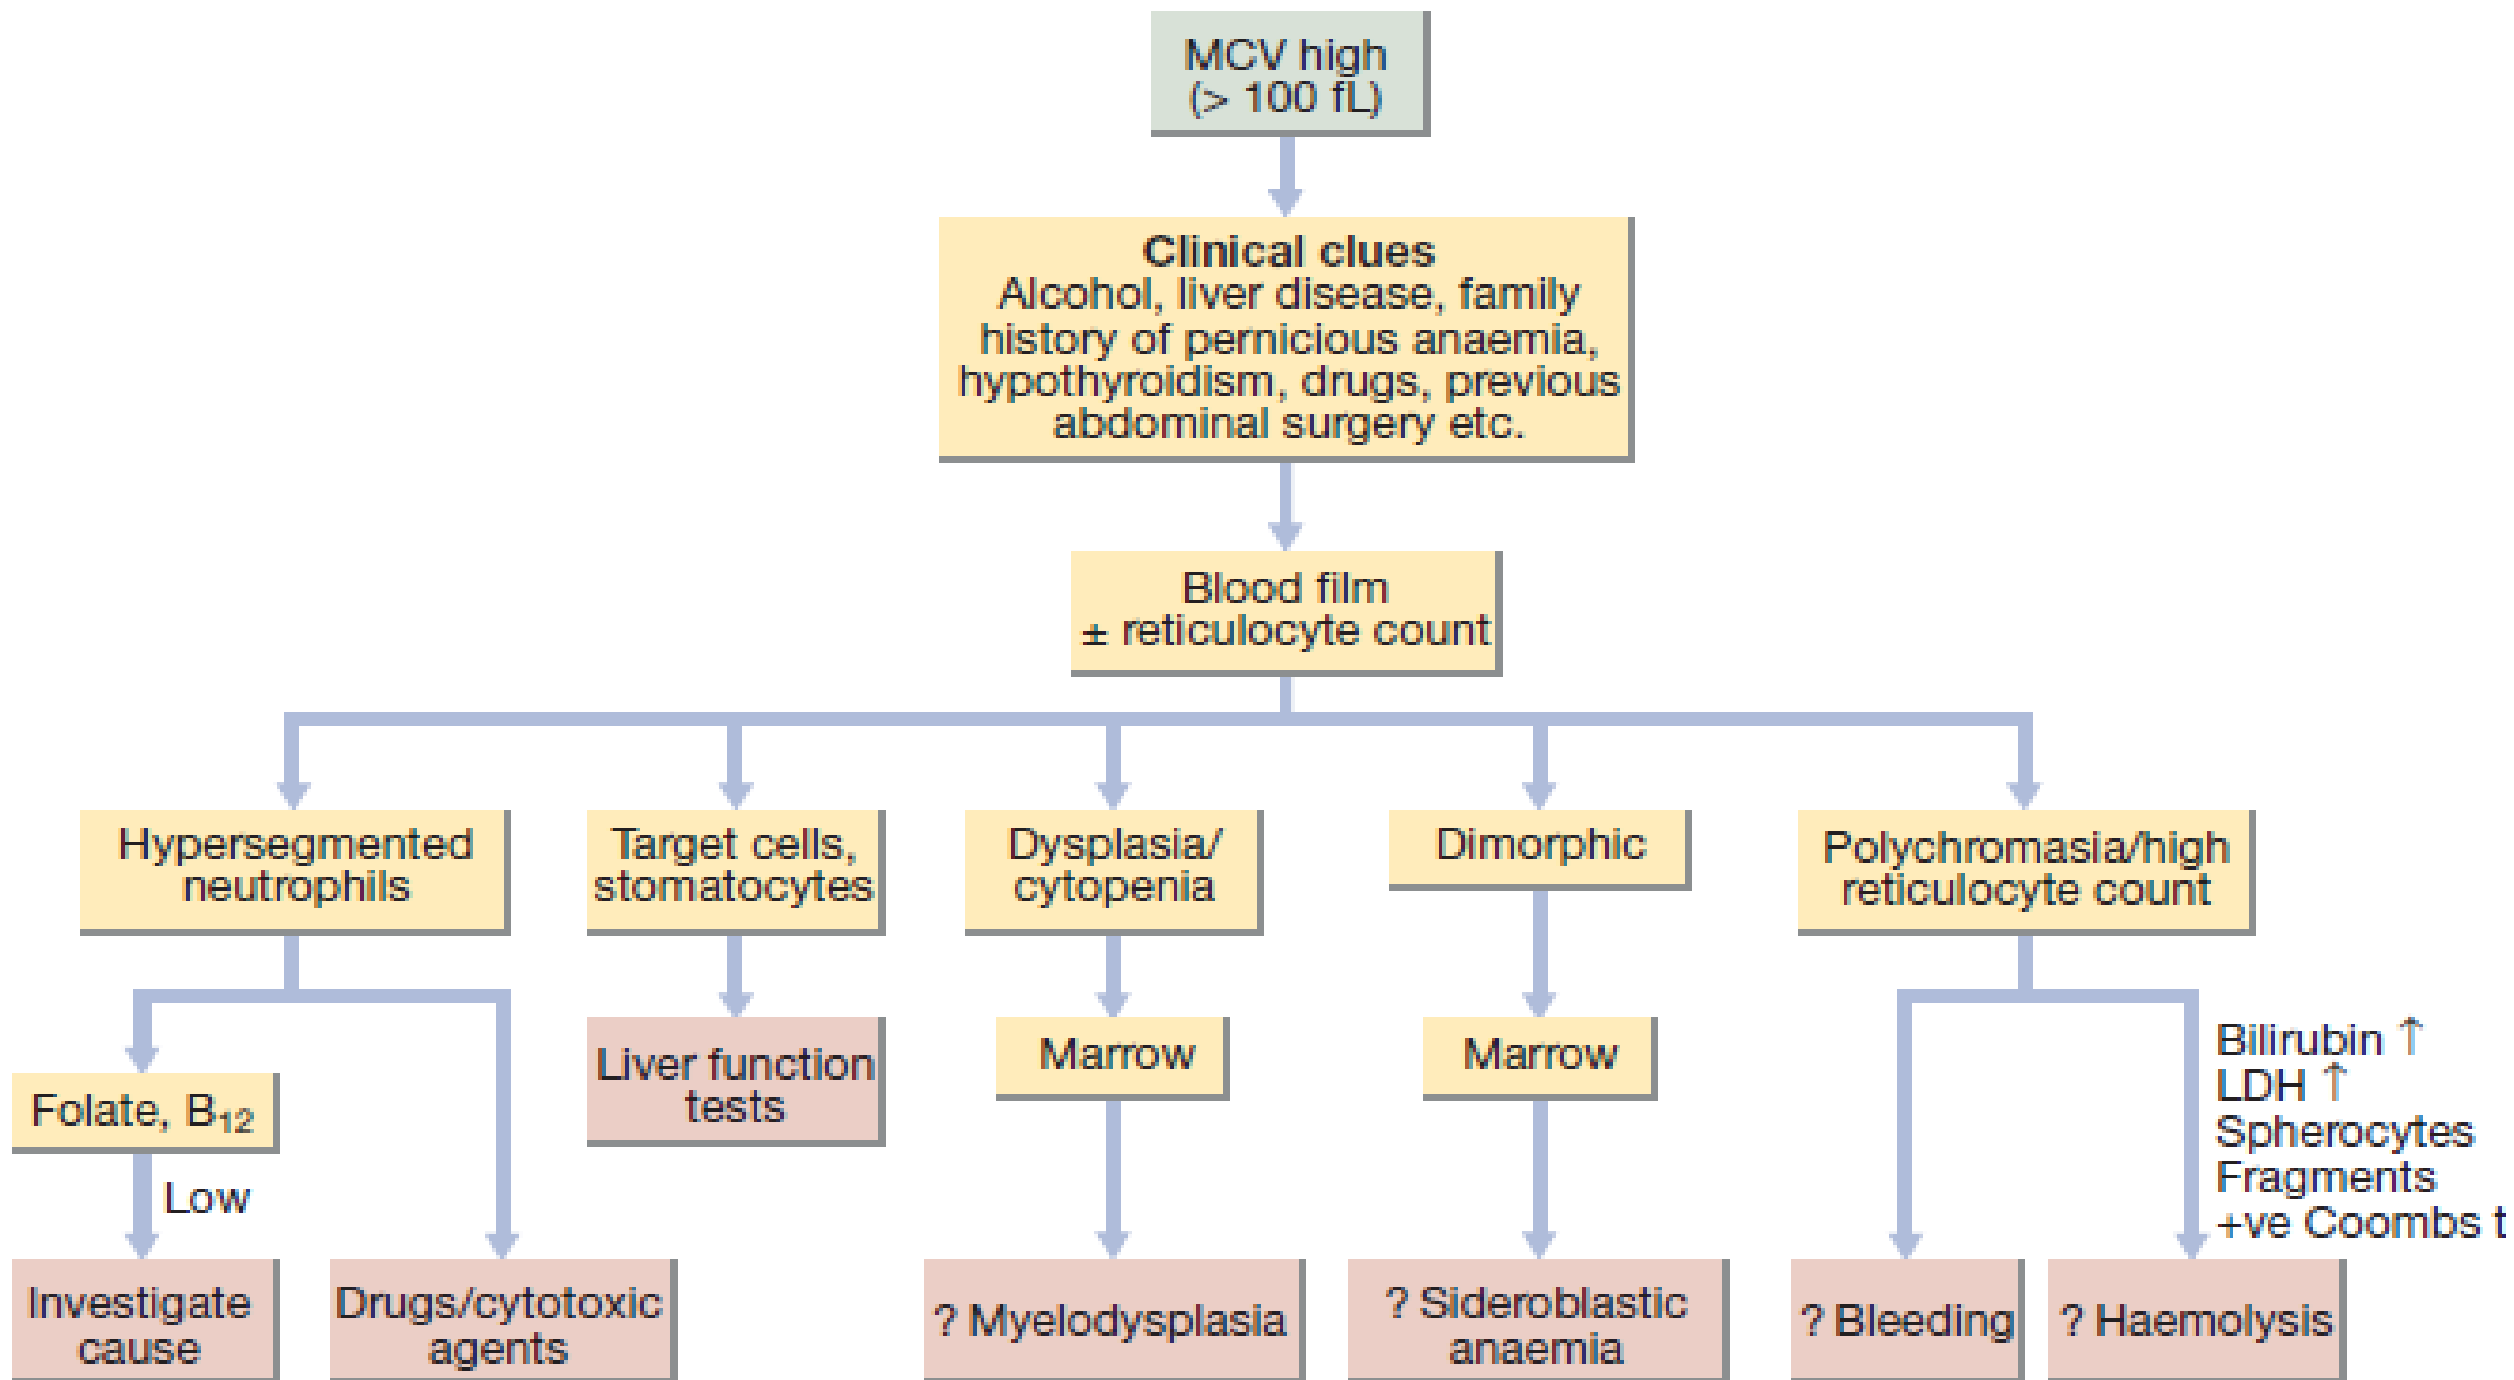 MCV high
(> 100 fL)
Clinical clues
Alcohol, liver disease, family
history of pernicious anaemia,
hypothyroidism, drugs, previous
abdominal surgery etc.
Blood film
± reticulocyte count
Hypersegmented
neutrophils
Target cells,
stomatocytes
Dysplasia/
cytopenia
Dimorphic
Polychromasia/high
reticulocyte count
Folate, B₁₂
Low
Investigate
cause
Drugs/cytotoxic
agents
Liver function
tests
Marrow
? Myelodysplasia
Marrow
? Sideroblastic
anaemia
Bilirubin ↑
LDH ↑
Spherocytes
Fragments
+ve Coombs t
? Bleeding
? Haemolysis